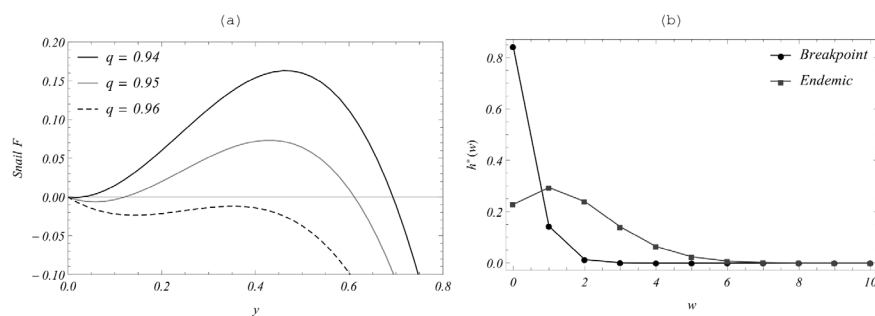 (a)
q = 0.94
q = 0.95
q = 0.96
0.20
0.15
0.10
0.05
0.00
−0.05
−0.10
Snail F
0.0
0.2
0.4
0.6
0.8
y
(b)
Breakpoint
Endemic
0.8
0.6
0.4
0.2
0.0
h*(w)
0
2
4
6
8
10
w